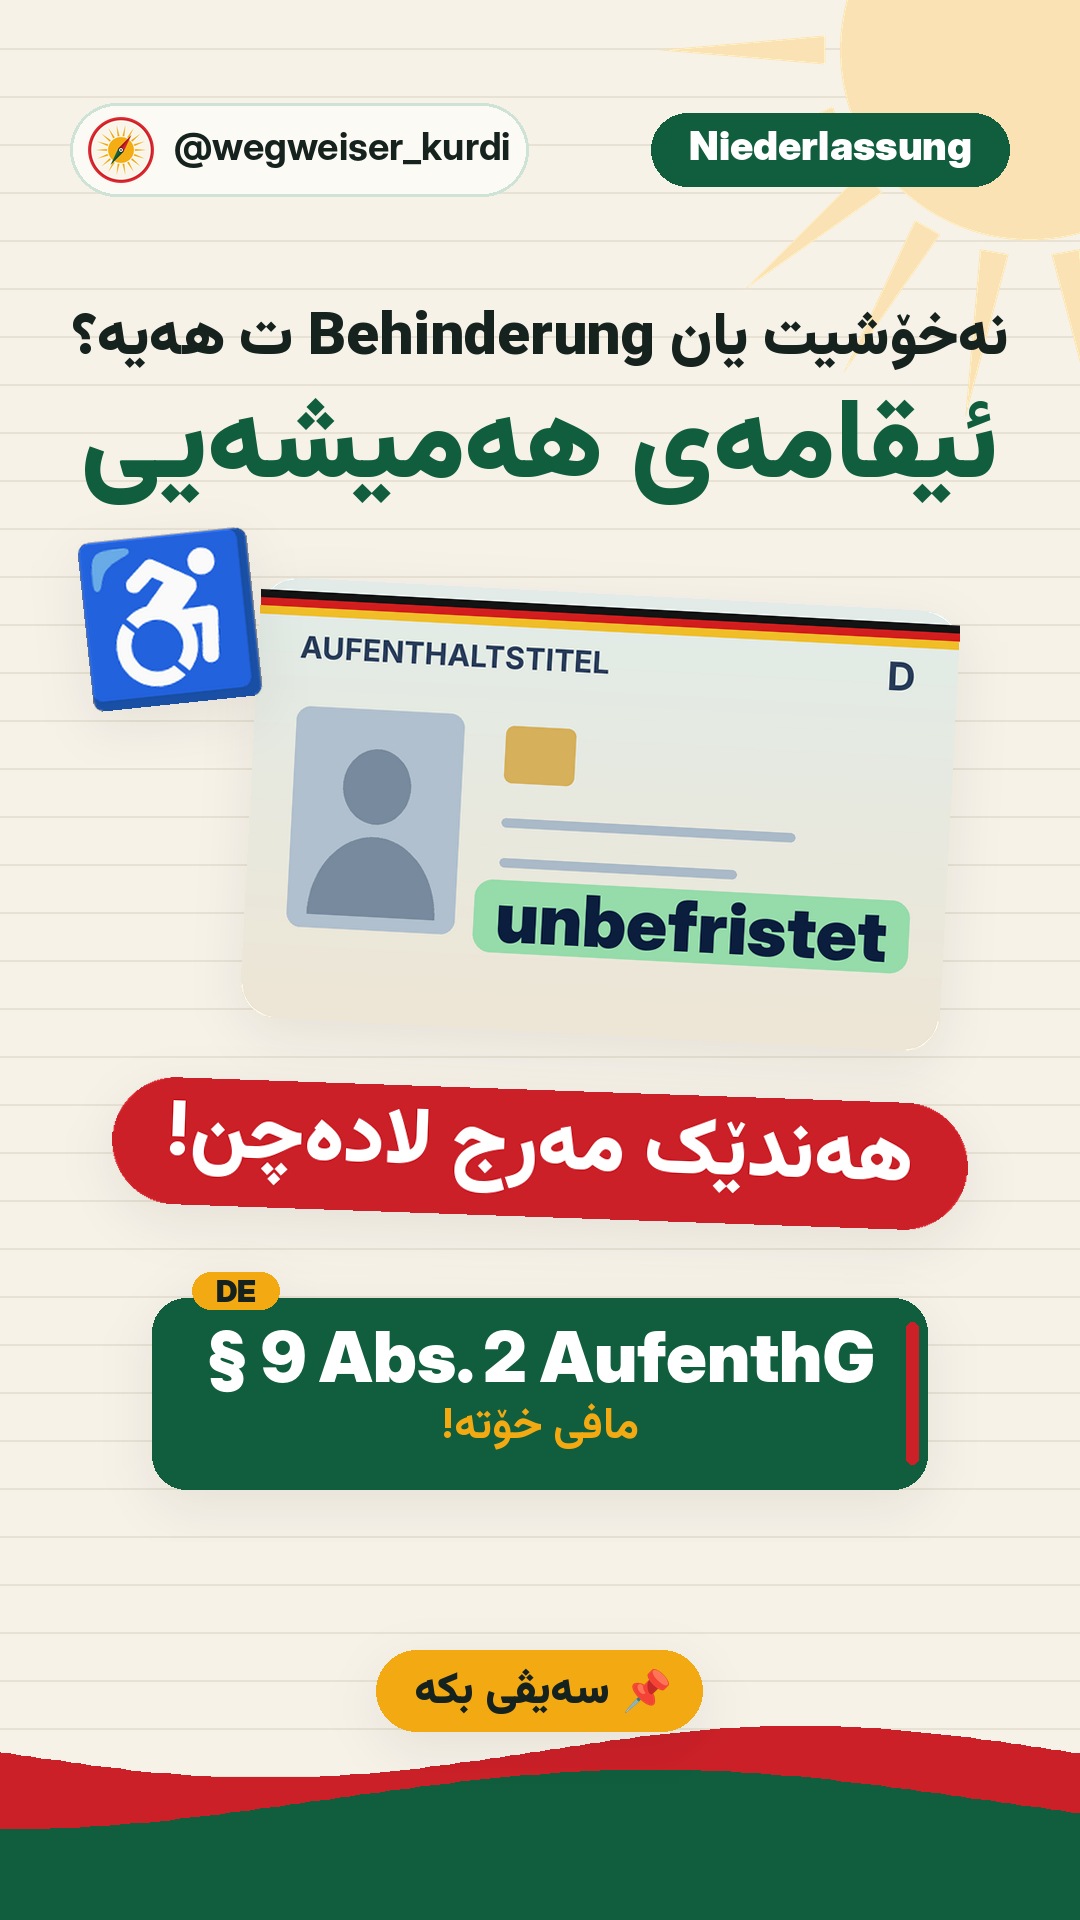 @wegweiser_kurdi
Niederlassung
نەخۆشیت یان Behinderung ت هەیە؟
ئیقامەی هەمیشەیی
AUFENTHALTSTITEL
D
unbefristet
هەندێک مەرج لادەچن!
DE
§ 9 Abs. 2 AufenthG
مافی خۆتە!
📌 سەیڤی بکە